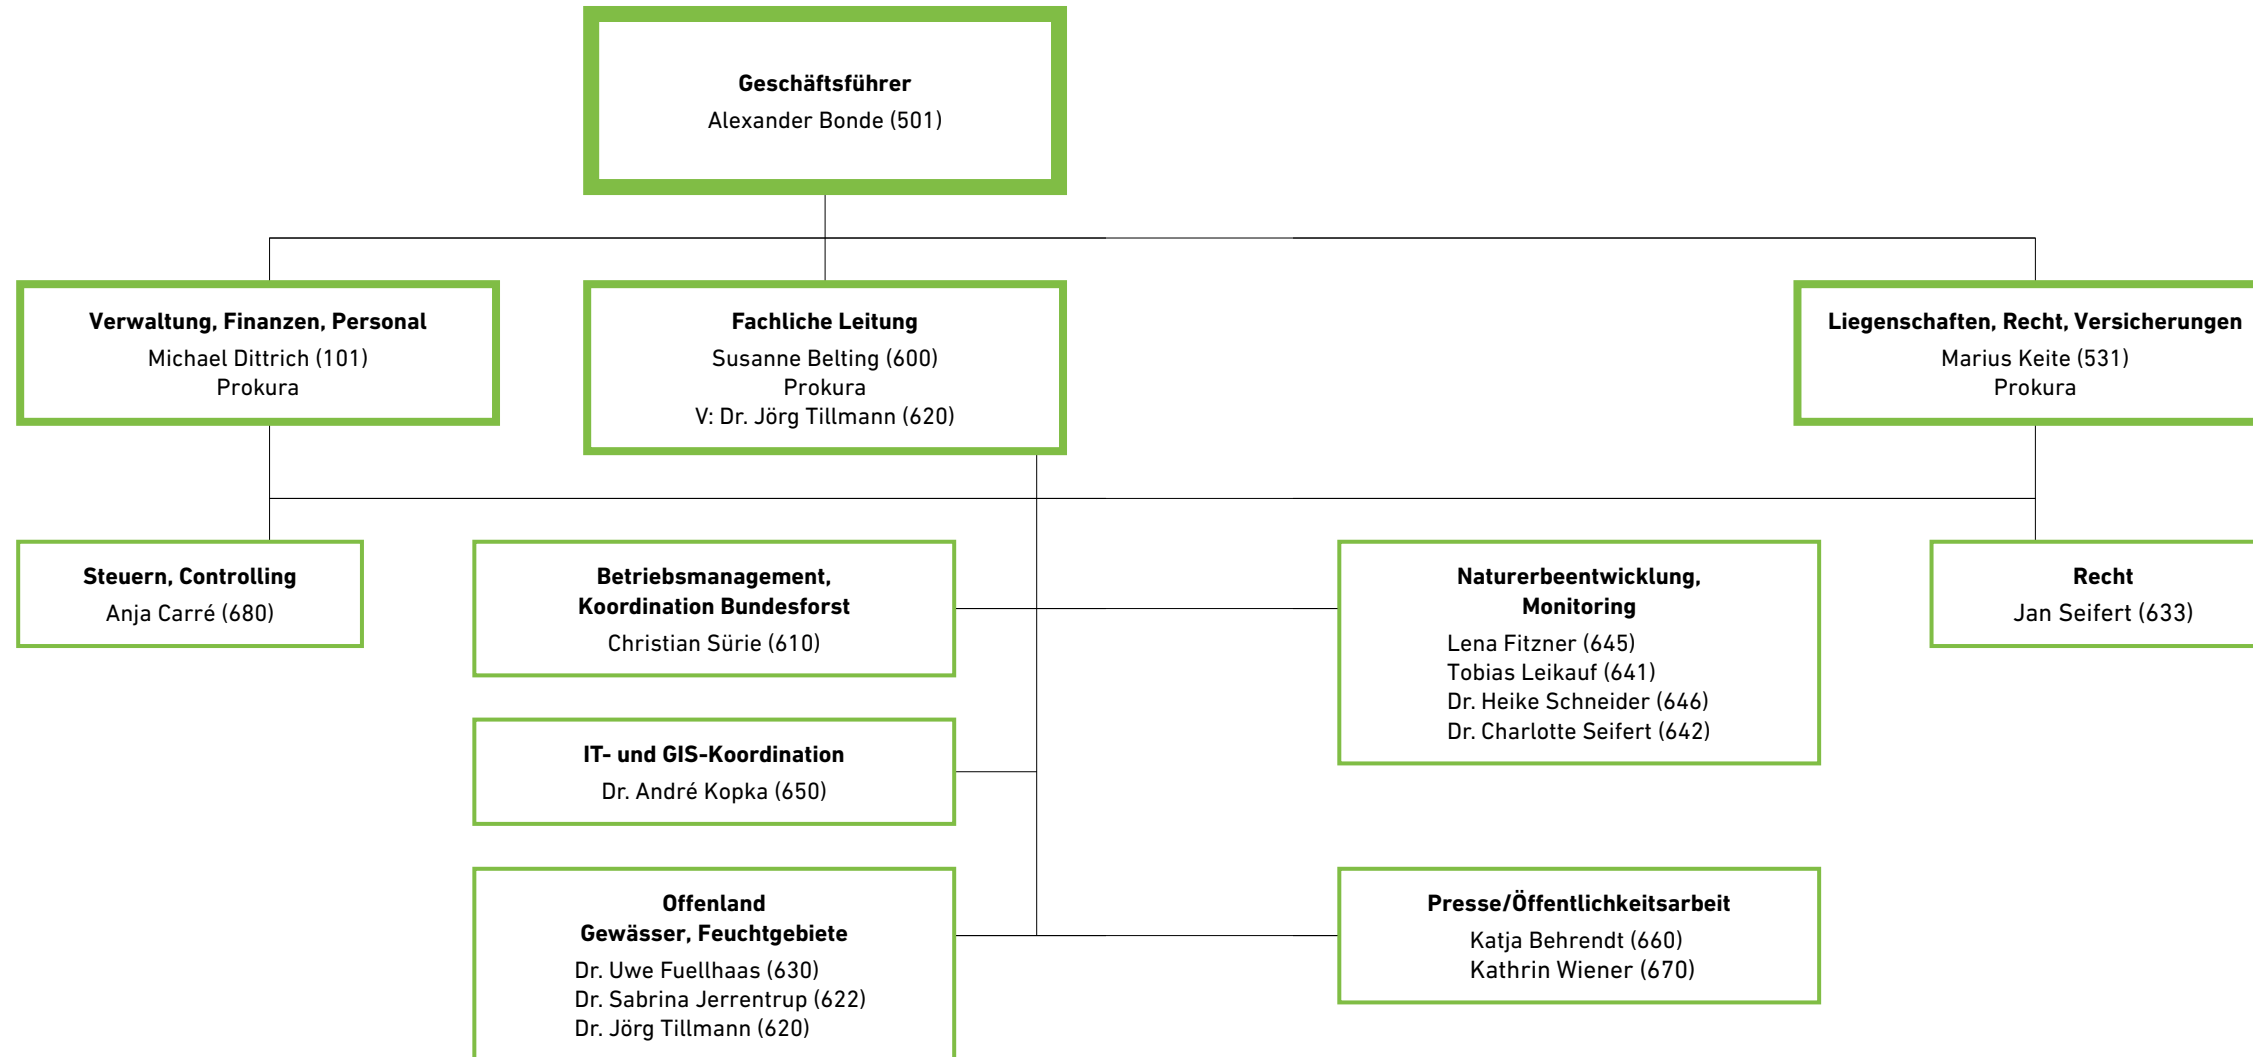 Geschäftsführer
Alexander Bonde (501)
Verwaltung, Finanzen, Personal
Michael Dittrich (101)
Prokura
Fachliche Leitung
Susanne Belting (600)
Prokura
V: Dr. Jörg Tillmann (620)
Liegenschaften, Recht, Versicherungen
Marius Keite (531)
Prokura
Steuern, Controlling
Anja Carré (680)
Betriebsmanagement,
Koordination Bundesforst
Christian Sürie (610)
Naturerbeentwicklung,
Monitoring
Lena Fitzner (645)
Tobias Leikauf (641)
Dr. Heike Schneider (646)
Dr. Charlotte Seifert (642)
Recht
Jan Seifert (633)
IT- und GIS-Koordination
Dr. André Kopka (650)
Offenland
Gewässer, Feuchtgebiete
Dr. Uwe Fuellhaas (630)
Dr. Sabrina Jerrentrup (622)
Dr. Jörg Tillmann (620)
Presse/Öffentlichkeitsarbeit
Katja Behrendt (660)
Kathrin Wiener (670)